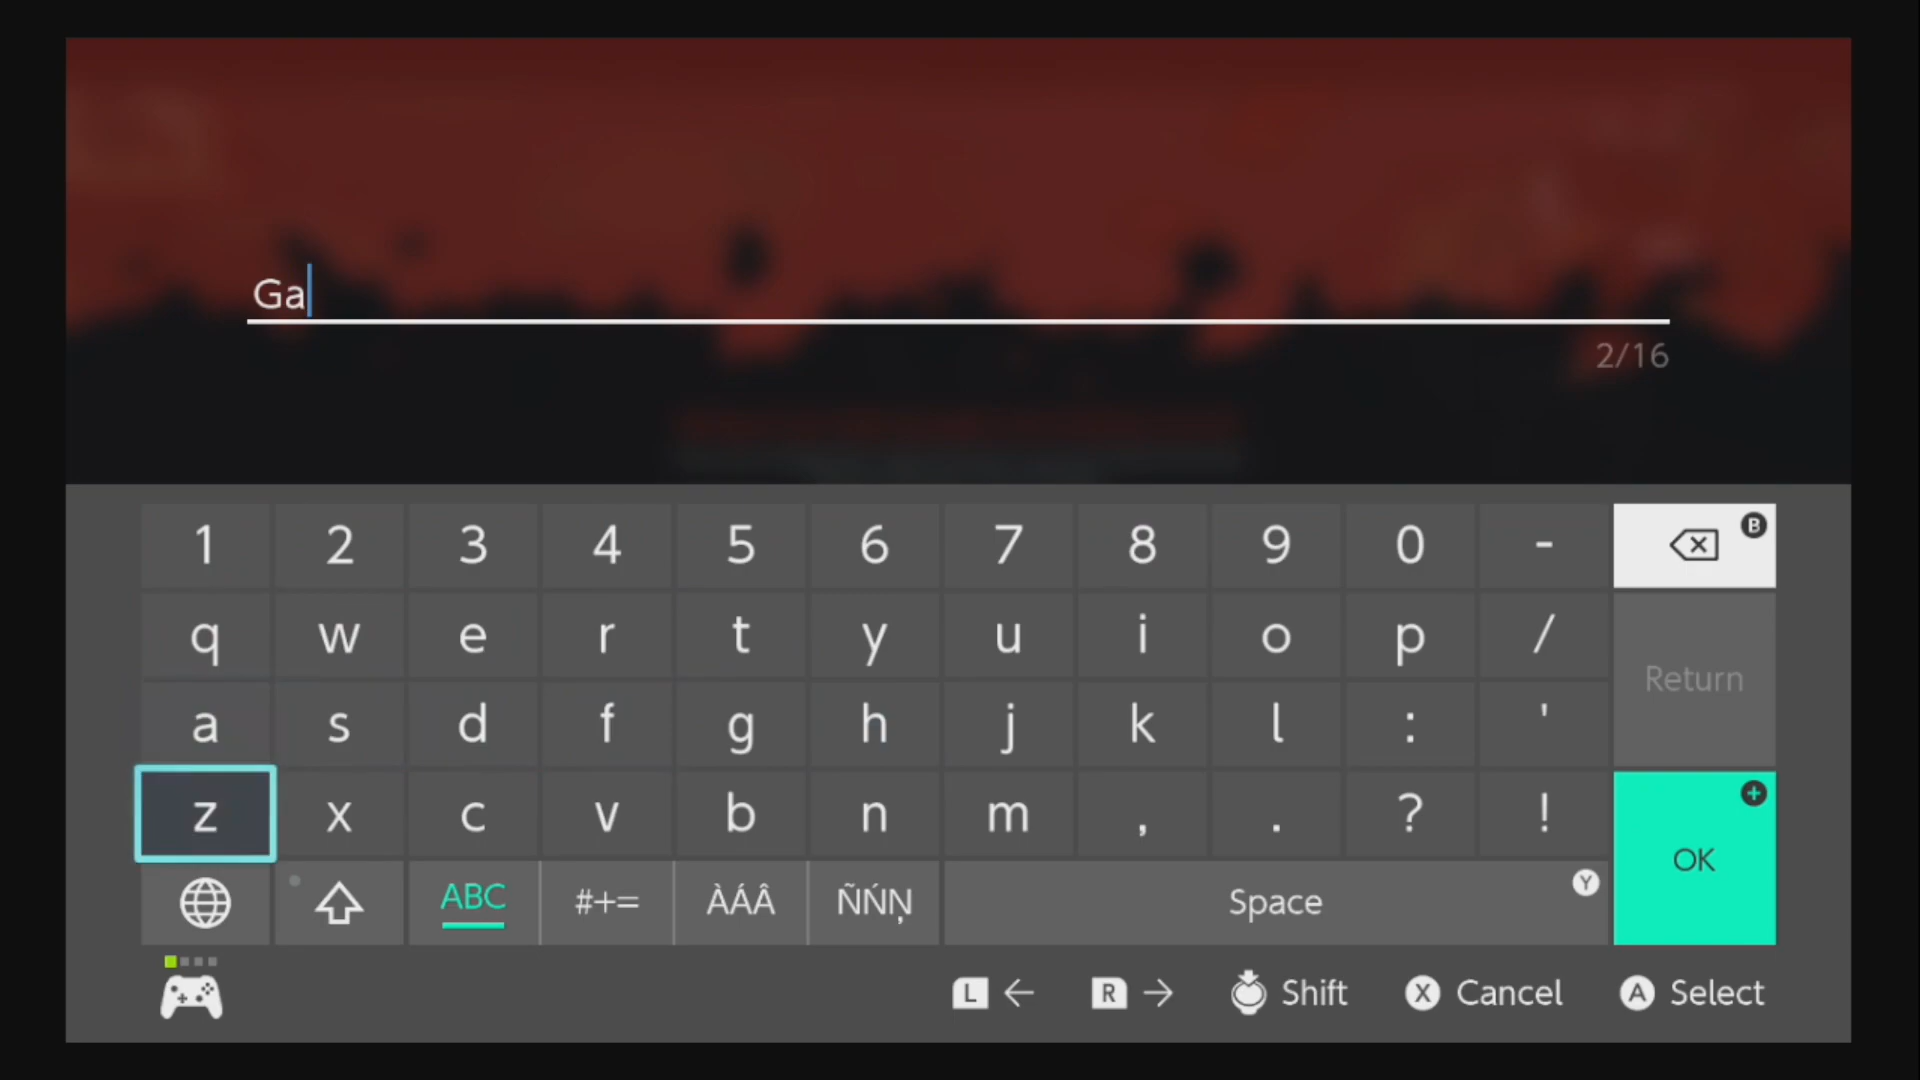 Ga
2/16
1 2 3 4 5 6 7 8 9 0 - B
q w e r t y u i o p / Return
a s d f g h j k l : '
z x c v b n m , . ? ! + OK
ABC #+= ÀÁÂ ÑŃŅ Space Y
L ← R → Shift X Cancel A Select